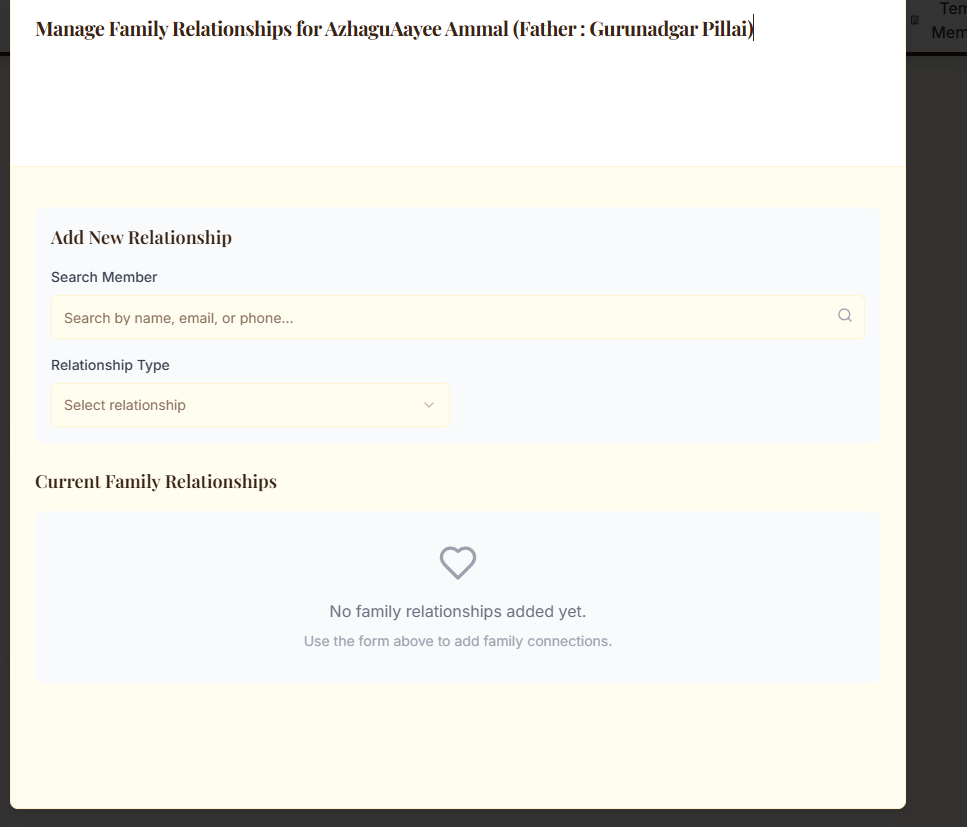 Manage Family Relationships for AzhaguAayee Ammal (Father : Gurunadgar Pillai)
Add New Relationship
Search Member
Search by name, email, or phone...
Relationship Type
Select relationship
Current Family Relationships
No family relationships added yet.
Use the form above to add family connections.